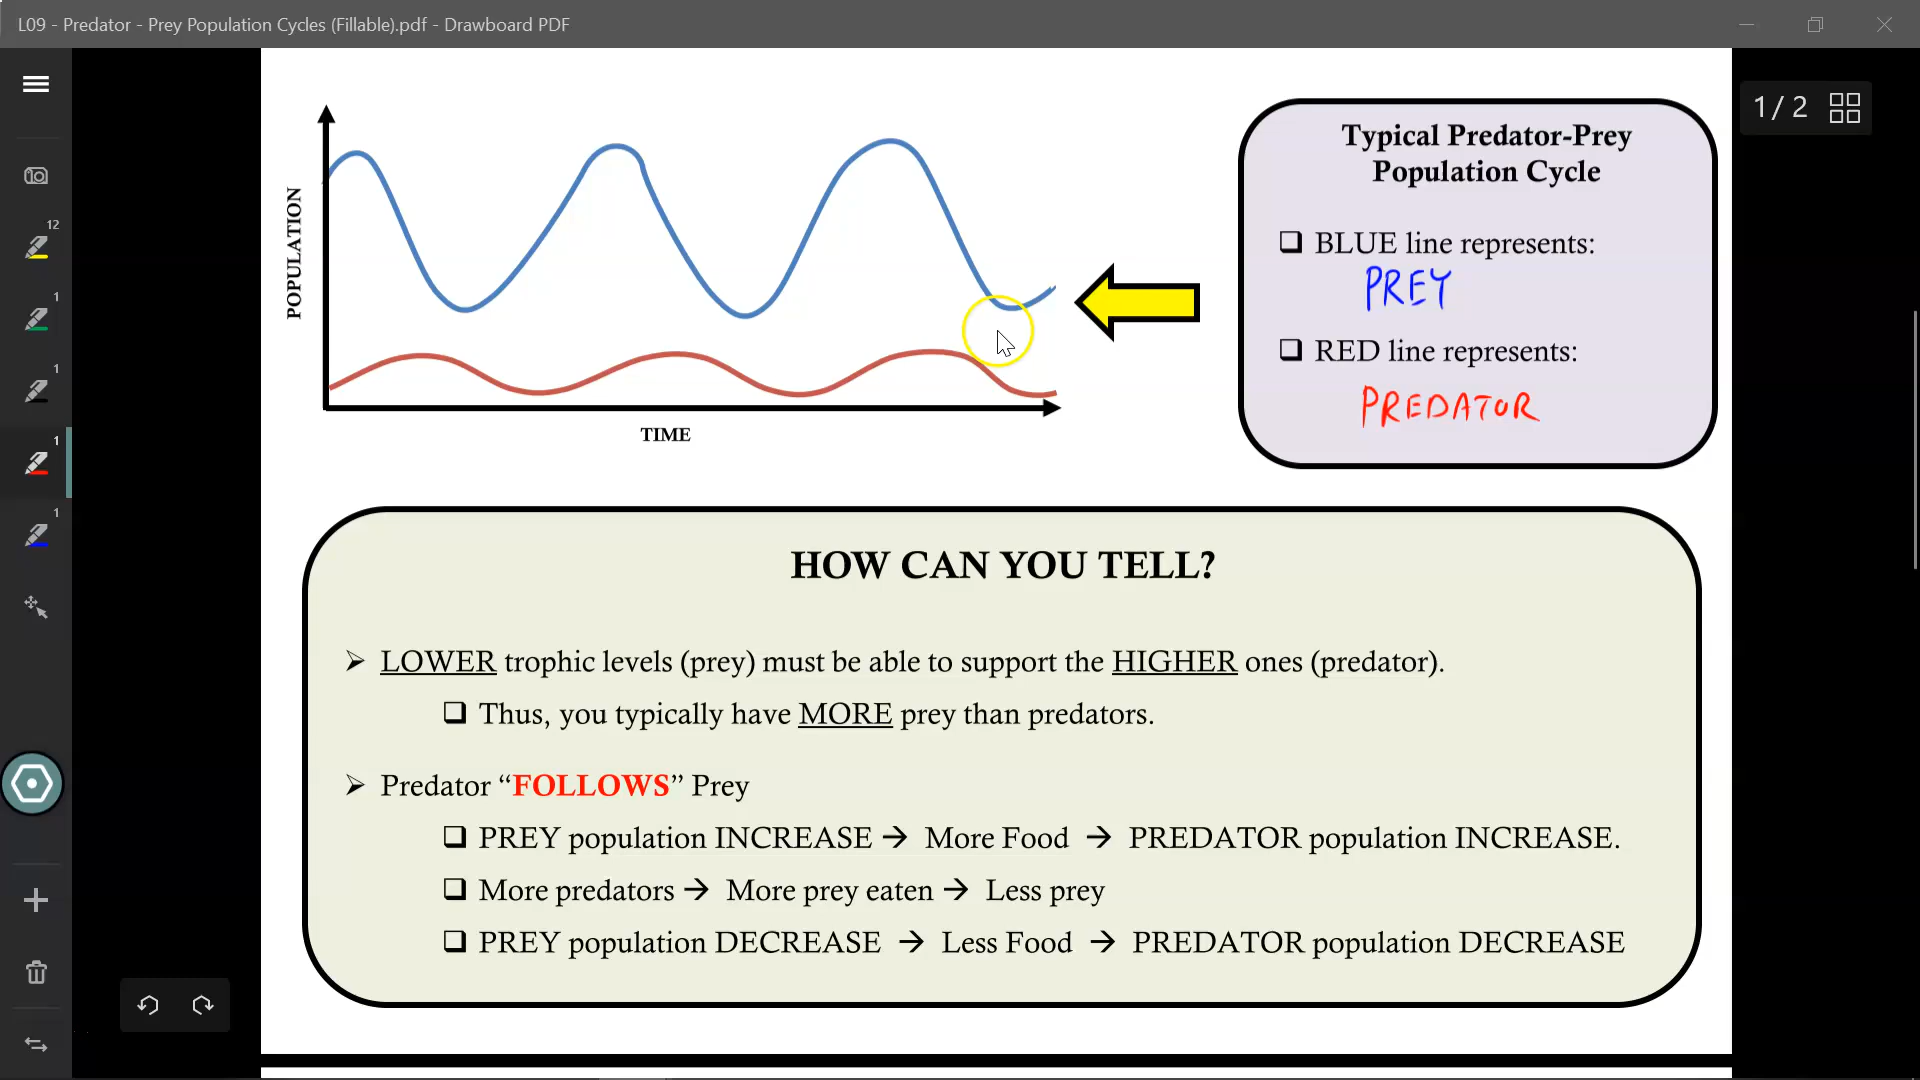 L09 - Predator - Prey Population Cycles (Fillable).pdf - Drawboard PDF
1 / 2
12
1
1
1
1
POPULATION
TIME
Typical Predator-Prey
Population Cycle
❑ BLUE line represents:
PREY
❑ RED line represents:
PREDATOR
HOW CAN YOU TELL?
➢ LOWER trophic levels (prey) must be able to support the HIGHER ones (predator).
❑ Thus, you typically have MORE prey than predators.
➢ Predator “FOLLOWS” Prey
❑ PREY population INCREASE → More Food → PREDATOR population INCREASE.
❑ More predators → More prey eaten → Less prey
❑ PREY population DECREASE → Less Food → PREDATOR population DECREASE